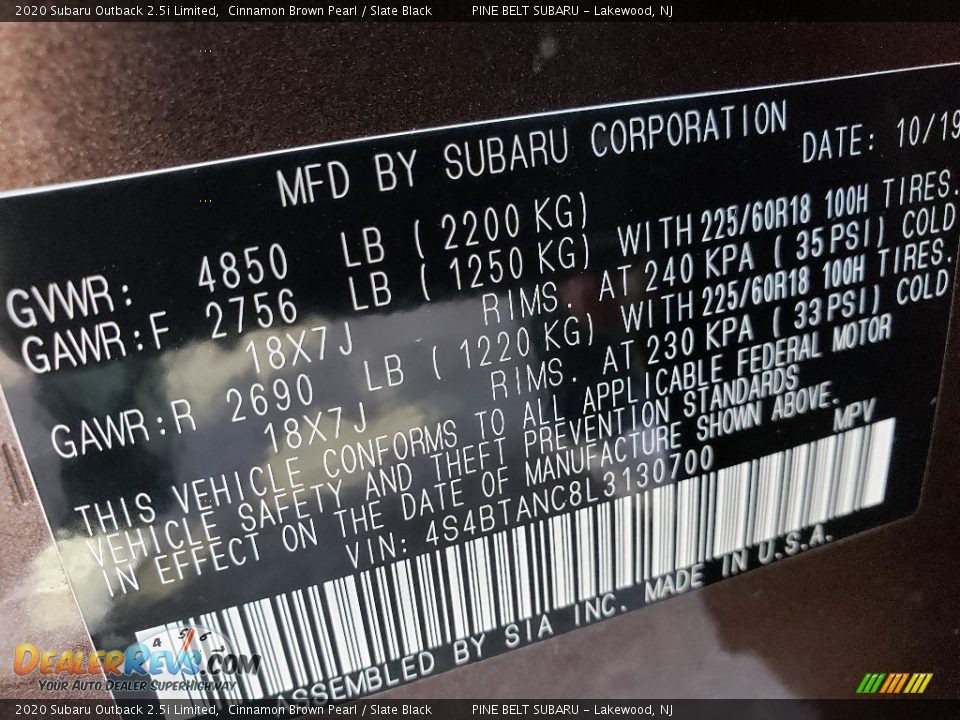 2020 Subaru Outback 2.5i Limited, Cinnamon Brown Pearl / Slate Black PINE BELT SUBARU - Lakewood, NJ
MFD BY SUBARU CORPORATION DATE: 10/19
GVWR: 4850 LB ( 2200 KG)
GAWR:F 2756 LB ( 1250 KG) WITH 225/60R18 100H TIRES.
18X7J RIMS. AT 240 KPA ( 35PSI) COLD
GAWR:R 2690 LB ( 1220 KG) WITH 225/60R18 100H TIRES.
18X7J RIMS. AT 230 KPA ( 33PSI) COLD
THIS VEHICLE CONFORMS TO ALL APPLICABLE FEDERAL MOTOR
VEHICLE SAFETY AND THEFT PREVENTION STANDARDS
IN EFFECT ON THE DATE OF MANUFACTURE SHOWN ABOVE.
VIN: 4S4BTANC8L3130700 MPV
ASSEMBLED BY SIA INC. MADE IN U.S.A.
4 5 6
DEALERREVS.COM
YOUR AUTO DEALER SUPERHIGHWAY
2020 Subaru Outback 2.5i Limited, Cinnamon Brown Pearl / Slate Black PINE BELT SUBARU - Lakewood, NJ